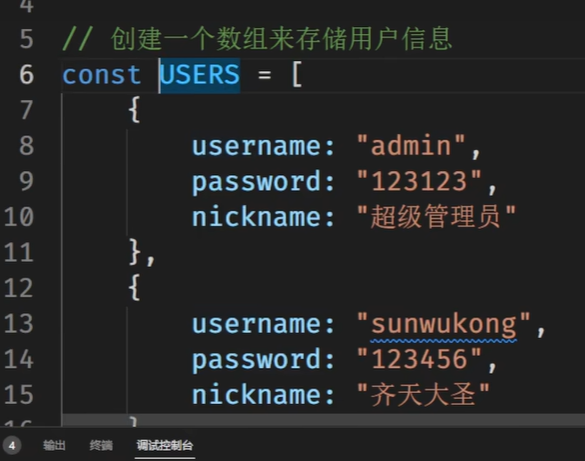 4
5 // 创建一个数组来存储用户信息
6 const USERS = [
7 {
8 username: "admin",
9 password: "123123",
10 nickname: "超级管理员"
11 },
12 {
13 username: "sunwukong",
14 password: "123456",
15 nickname: "齐天大圣"
16 }
4 输出 终端 调试控制台